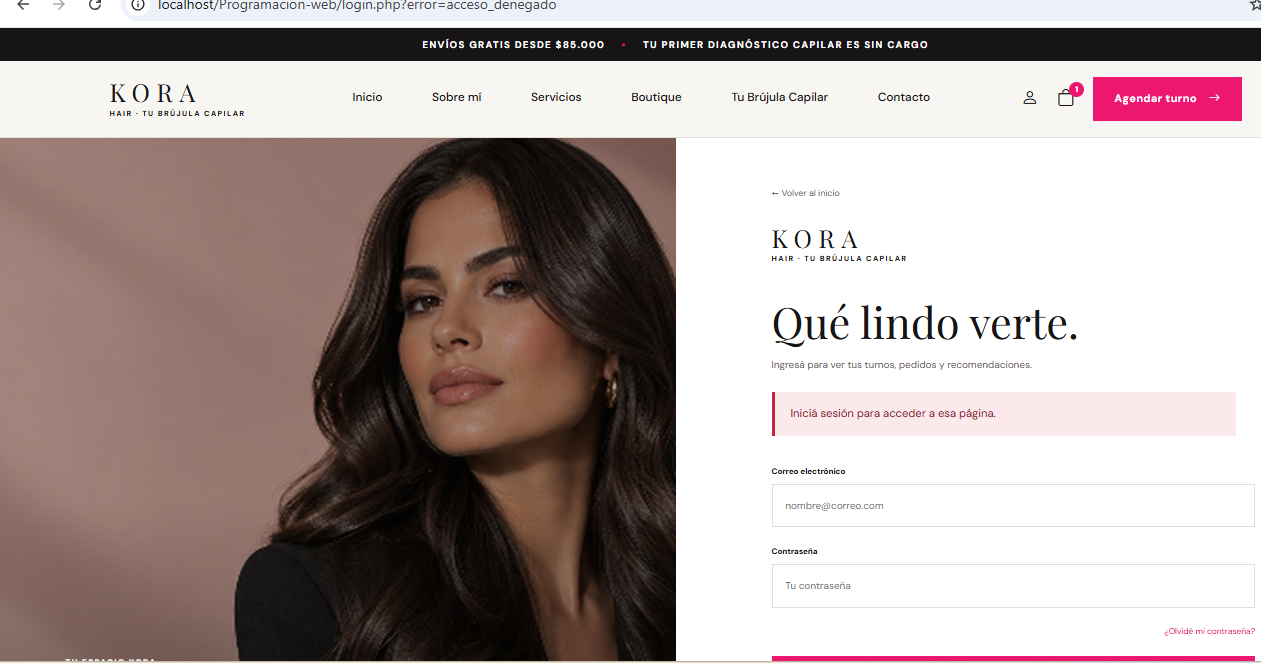 localhost/Programacion-web/login.php?error=acceso_denegado
ENVÍOS GRATIS DESDE $85.000 • TU PRIMER DIAGNÓSTICO CAPILAR ES SIN CARGO
KORA
HAIR · TU BRÚJULA CAPILAR
Inicio Sobre mí Servicios Boutique Tu Brújula Capilar Contacto
1
Agendar turno →
← Volver al inicio
KORA
HAIR · TU BRÚJULA CAPILAR
Qué lindo verte.
Ingresá para ver tus turnos, pedidos y recomendaciones.
Iniciá sesión para acceder a esa página.
Correo electrónico
nombre@correo.com
Contraseña
Tu contraseña
¿Olvidé mi contraseña?
TU ESPACIO KORA